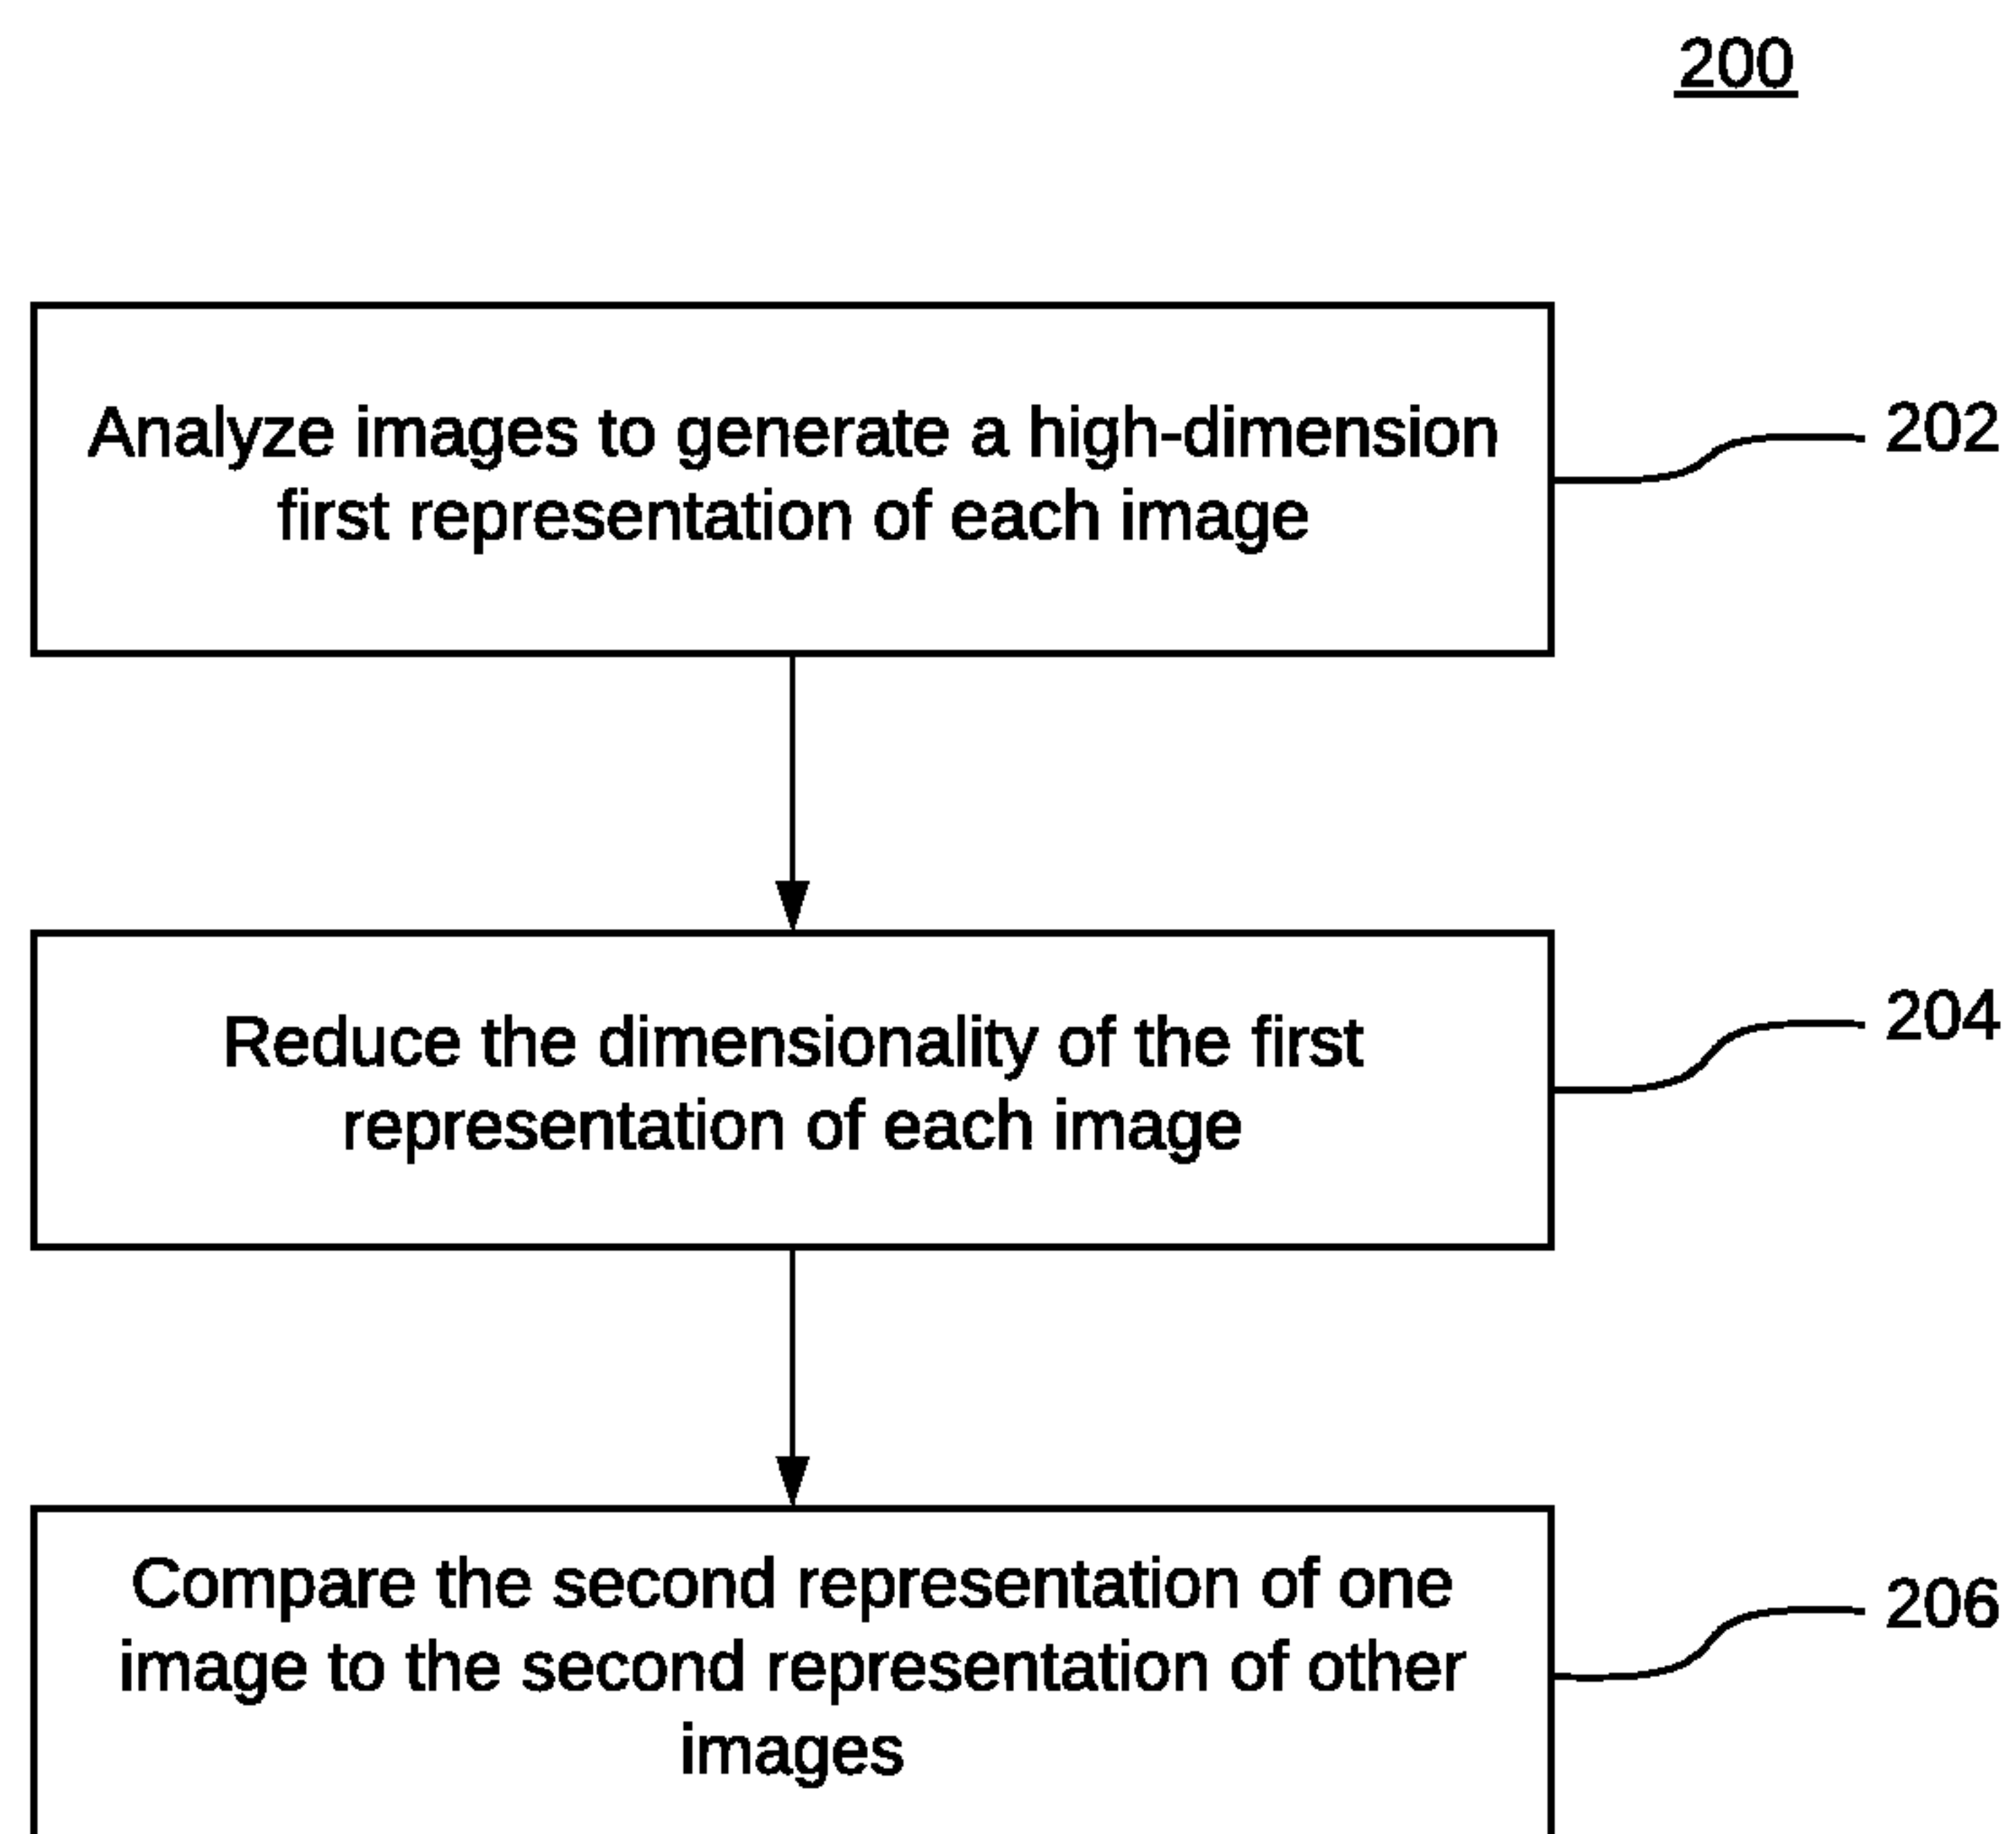 200
Analyze images to generate a high-dimension
first representation of each image
202
Reduce the dimensionality of the first
representation of each image
204
Compare the second representation of one
image to the second representation of other
images
206